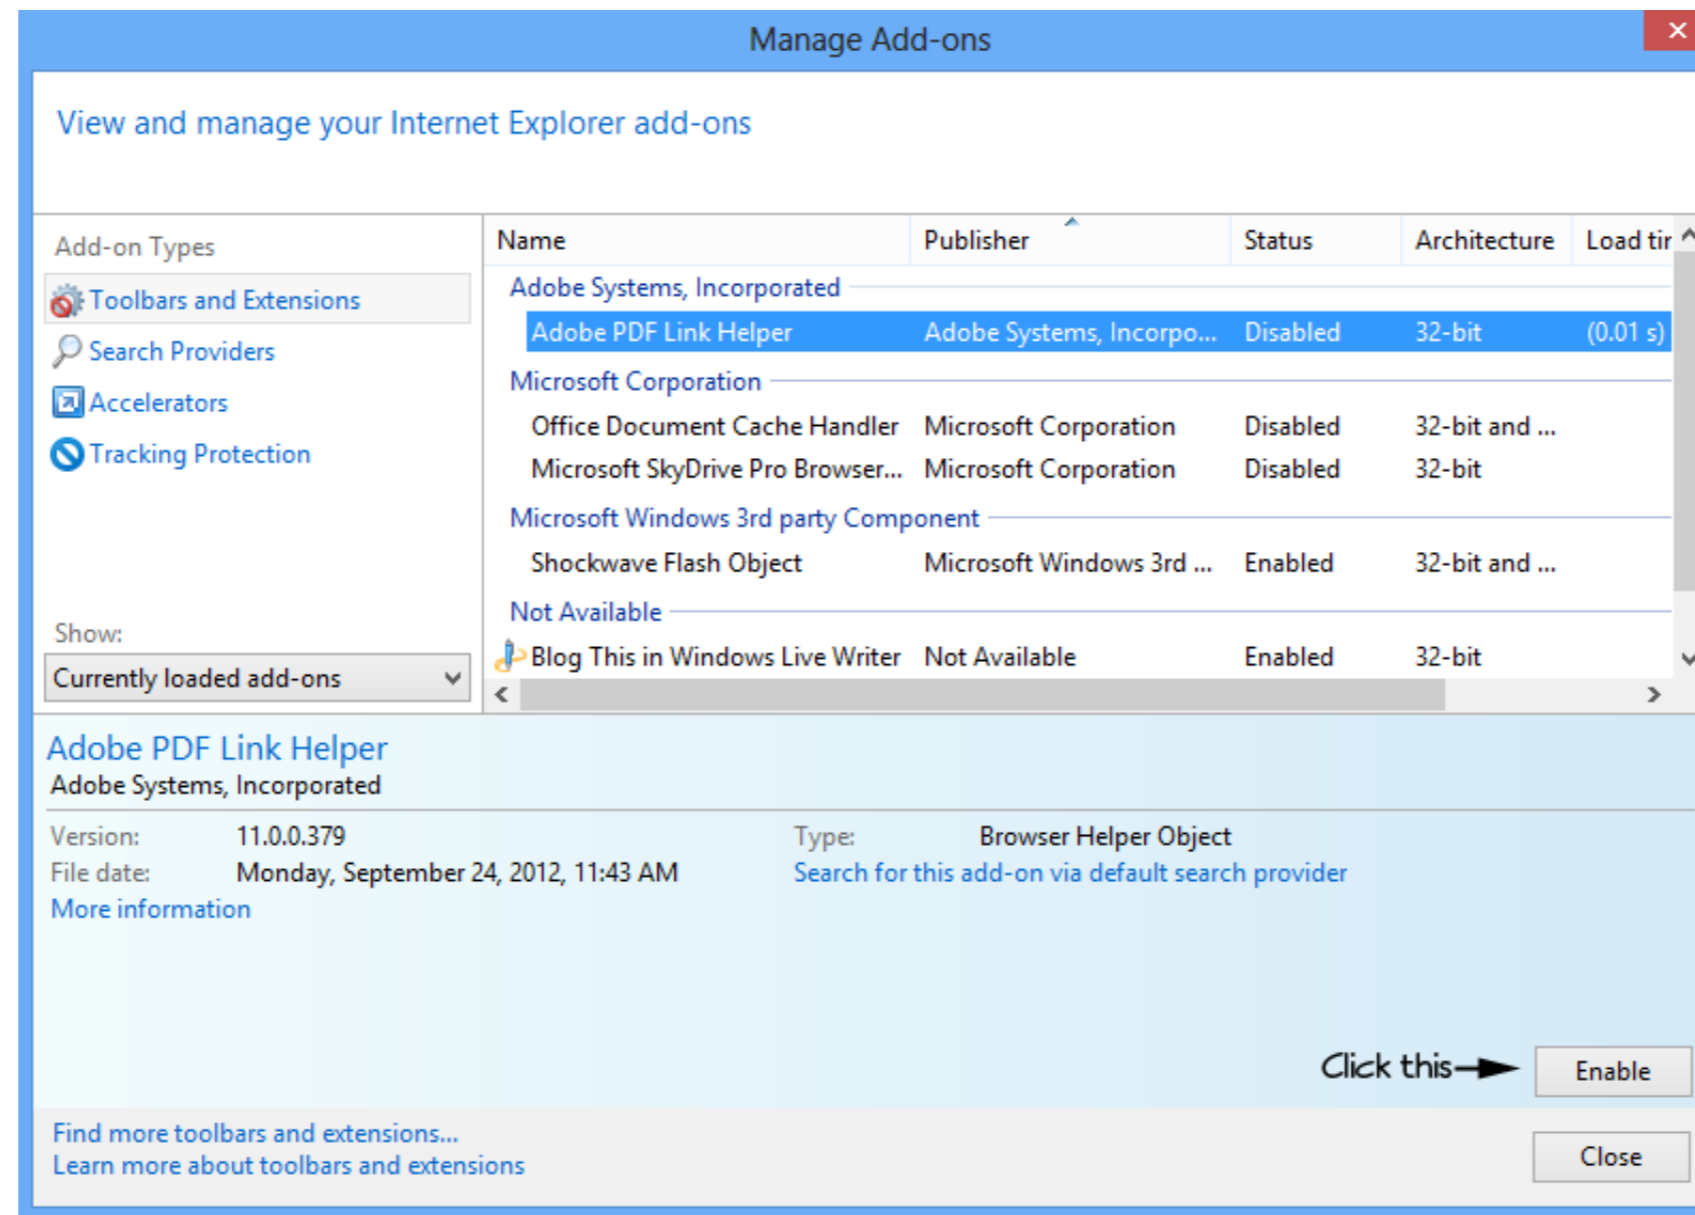 Manage Add-ons
View and manage your Internet Explorer add-ons
Add-on Types
Toolbars and Extensions
Search Providers
Accelerators
Tracking Protection
Show:
Currently loaded add-ons
Name Publisher Status Architecture Load tir
Adobe Systems, Incorporated
Adobe PDF Link Helper Adobe Systems, Incorpo... Disabled 32-bit (0.01 s)
Microsoft Corporation
Office Document Cache Handler Microsoft Corporation Disabled 32-bit and ...
Microsoft SkyDrive Pro Browser... Microsoft Corporation Disabled 32-bit
Microsoft Windows 3rd party Component
Shockwave Flash Object Microsoft Windows 3rd ... Enabled 32-bit and ...
Not Available
Blog This in Windows Live Writer Not Available Enabled 32-bit
Adobe PDF Link Helper
Adobe Systems, Incorporated
Version: 11.0.0.379 Type: Browser Helper Object
File date: Monday, September 24, 2012, 11:43 AM Search for this add-on via default search provider
More information
Click this Enable
Find more toolbars and extensions...
Learn more about toolbars and extensions
Close